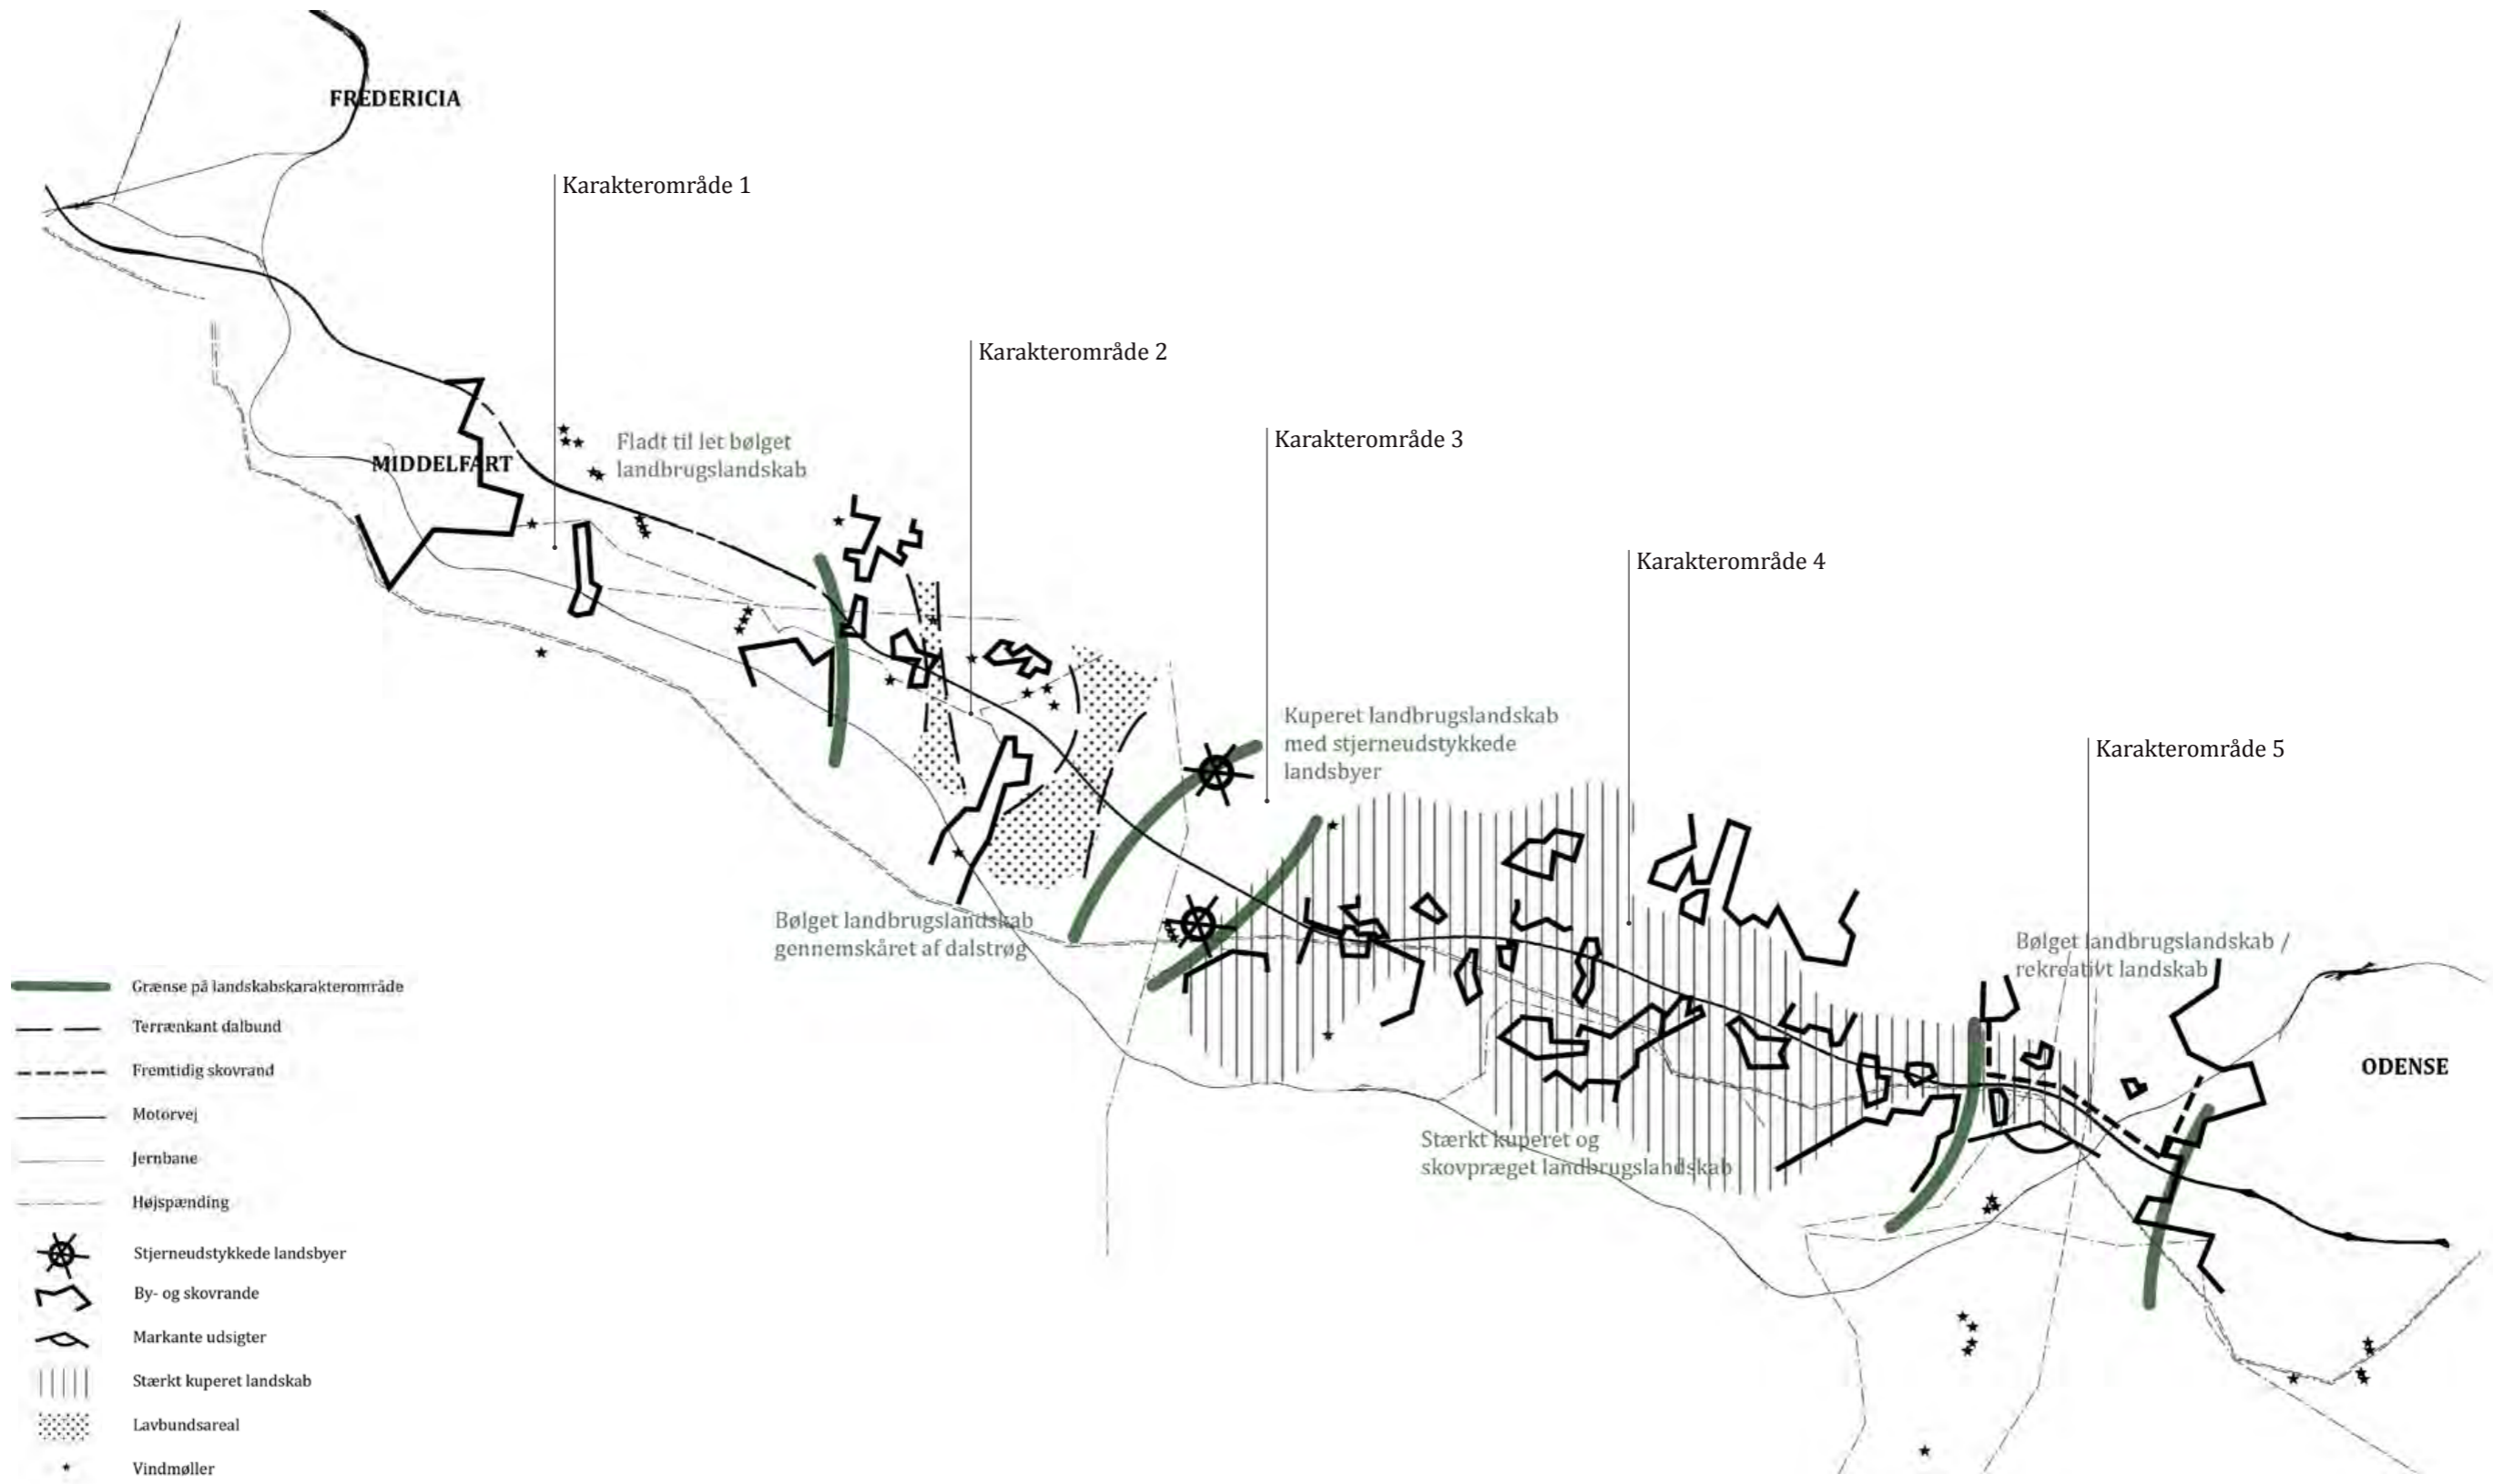 FREDERICIA
Karakterområde 1
Karakterområde 2
Karakterområde 3
Fladt til let bølget
landbrugslandskab
MIDDELFART
Karakterområde 4
Kuperet landbrugslandskab
med stjerneudstykkede
landsbyer
Karakterområde 5
Bølget landbrugslandskab
gennemskåret af dalstrøg
Bølget landbrugslandskab /
rekreativt landskab
ODENSE
Stærkt kuperet og
skovpræget landbrugslandskab
Grænse på landskabskarakterområde
Terrænkant dalbund
Fremtidig skovrand
Motorvej
Jernbane
Højspænding
Stjerneudstykkede landsbyer
By- og skovrande
Markante udsigter
Stærkt kuperet landskab
Lavbundsareal
Vindmøller